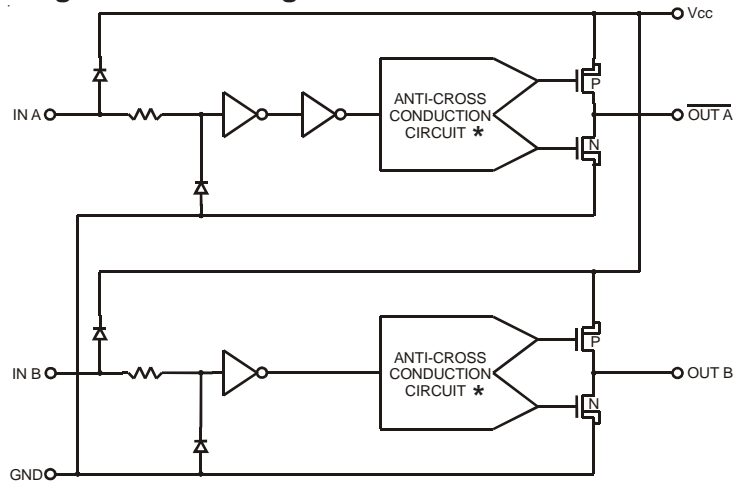 Vcc
P
ANTI-CROSS
CONDUCTION
CIRCUIT *
IN A
OUT A
N
P
ANTI-CROSS
CONDUCTION
CIRCUIT *
IN B
OUT B
N
GND